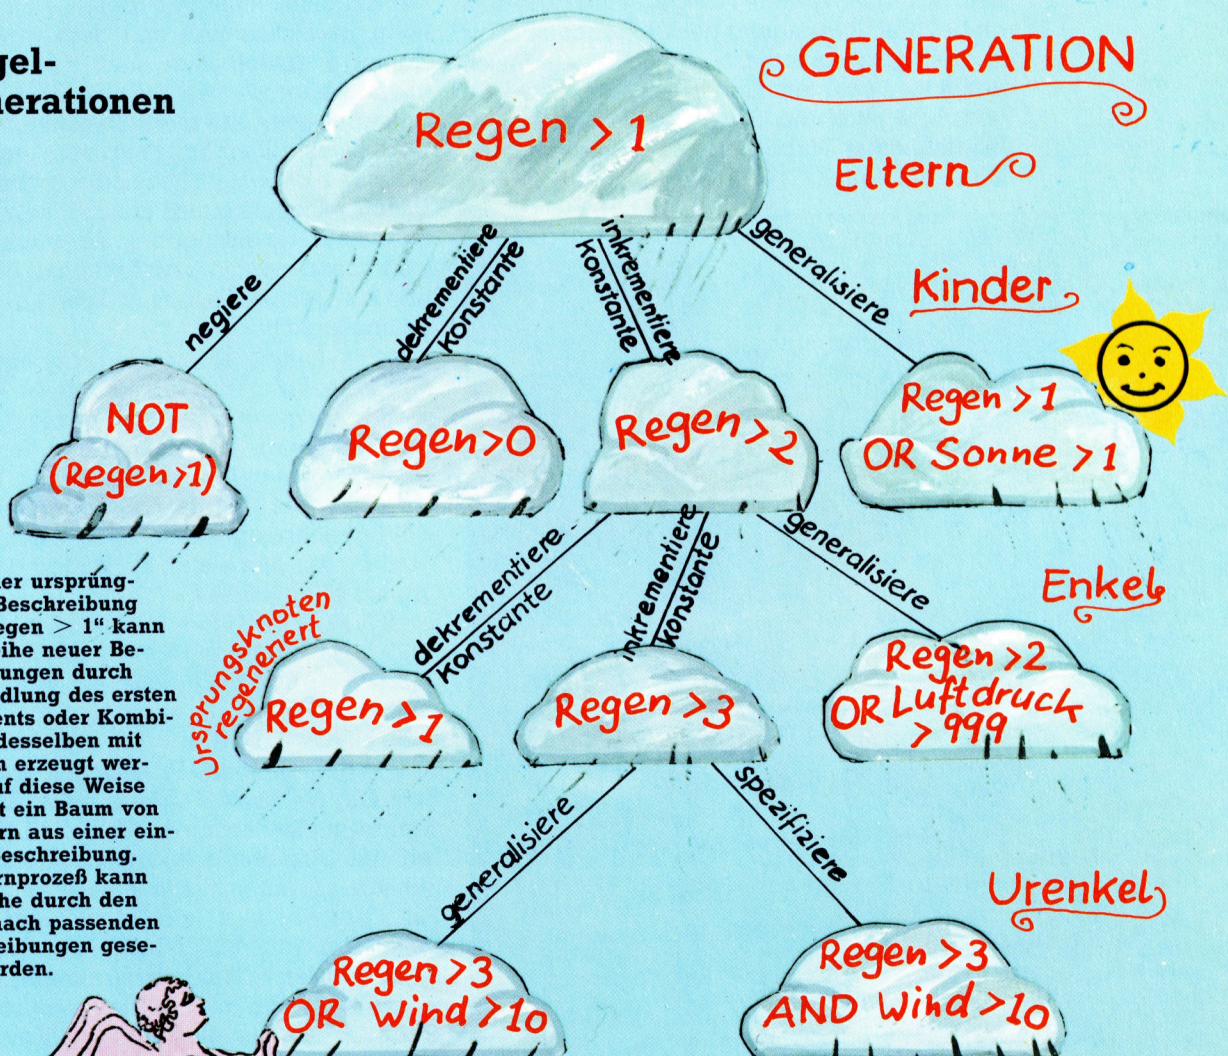 gel-
nerationen
GENERATION
Regen > 1
Eltern
negiere
dekrementiere
konstante
inkrementiere
konstante
generalisiere
Kinder
NOT
(Regen >1)
Regen>0
Regen>2
Regen >1
OR Sonne >1
dekrementiere
konstante
inkrementiere
konstante
generalisiere
Enkel
Ursprungsknoten
regeneriert
Regen >1
Regen >3
Regen >2
OR Luftdruck
> 999
er ursprüng-
Beschreibung
egen > 1“ kann
eihe neuer Be-
ungen durch
dlung des ersten
ents oder Kombi-
desselben mit
n erzeugt wer-
uf diese Weise
t ein Baum von
rn aus einer ein-
eschreibung.
rnprozeß kann
he durch den
nach passenden
eibungen gese-
rden.
generalisiere
spezifiziere
Urenkel
Regen >3
OR Wind >10
Regen >3
AND Wind >10